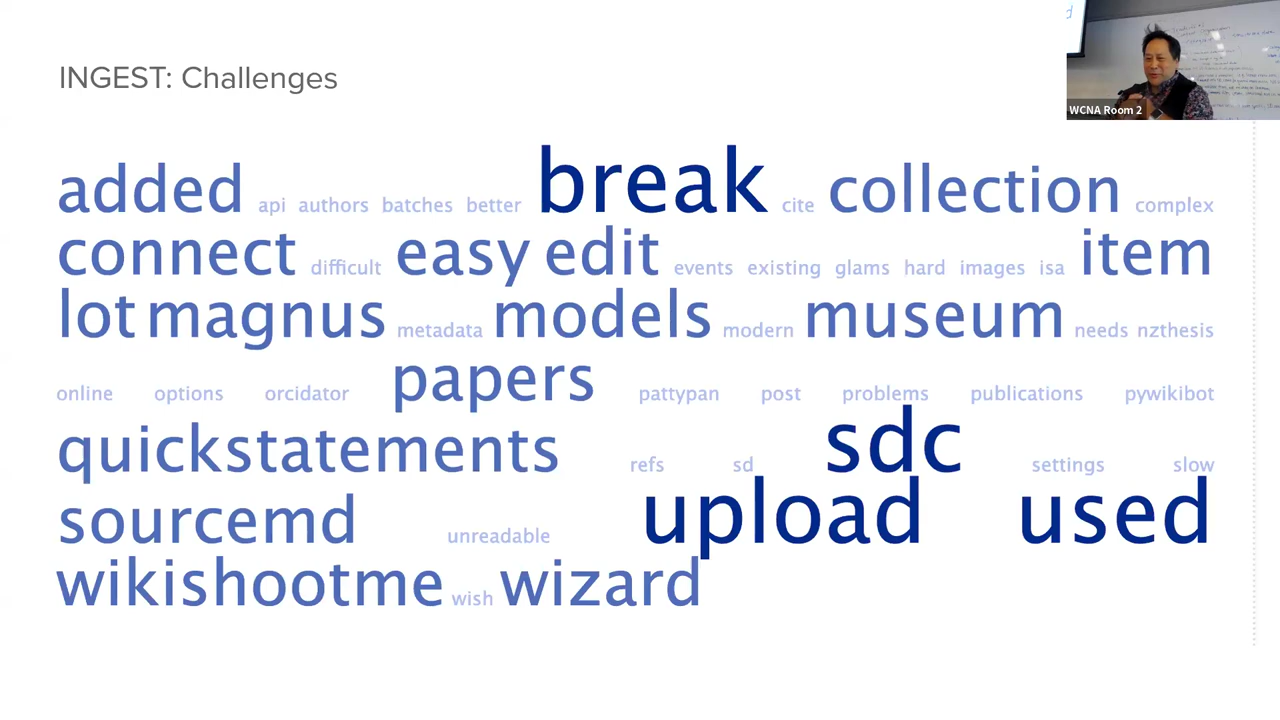 INGEST: Challenges
WCNA Room 2
added api authors batches better break cite collection complex
connect difficult easy edit events existing glams hard images isa item
lot magnus metadata models modern museum needs nzthesis
online options orcidator papers pattypan post problems publications pywikibot
quickstatements refs sd sdc settings slow
sourcemd unreadable upload used
wikishootme wish wizard